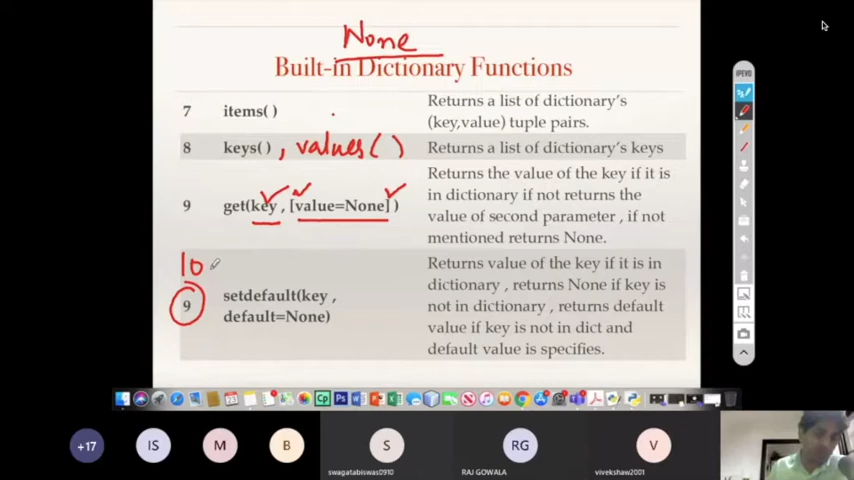 None
Built-in Dictionary Functions
7 items( ) Returns a list of dictionary's
(key,value) tuple pairs.
8 keys( ) , values( ) Returns a list of dictionary's keys
Returns the value of the key if it is
9 get(key , [value=None] ) in dictionary if not returns the
value of second parameter , if not
mentioned returns None.
10
Returns value of the key if it is in
9 setdefault(key , dictionary , returns None if key is
default=None) not in dictionary , returns default
value if key is not in dict and
default value is specifies.
IPEVO
23
Cp Ps W P X
+17 IS M B S RG V
swagatabiswas0910 RAJ GOWALA vivekshaw2001